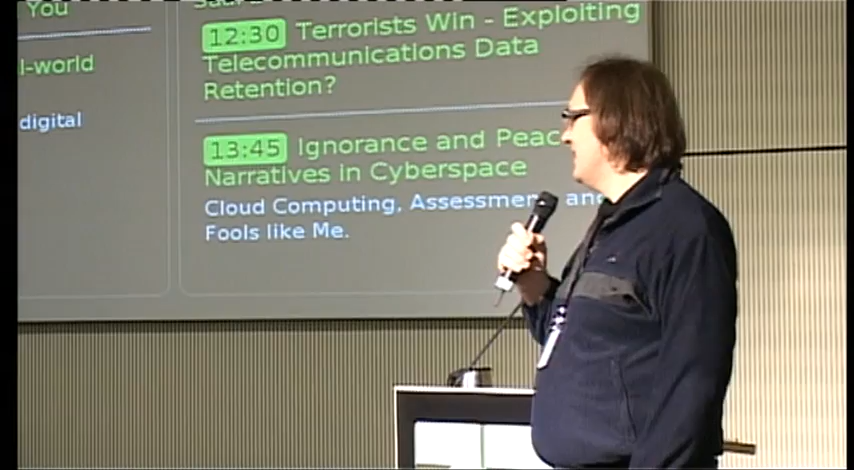 You
l-world
digital
12:30 Terrorists Win - Exploiting
Telecommunications Data
Retention?
13:45 Ignorance and Peac
Narratives in Cyberspace
Cloud Computing, Assessmen and
Fools like Me.